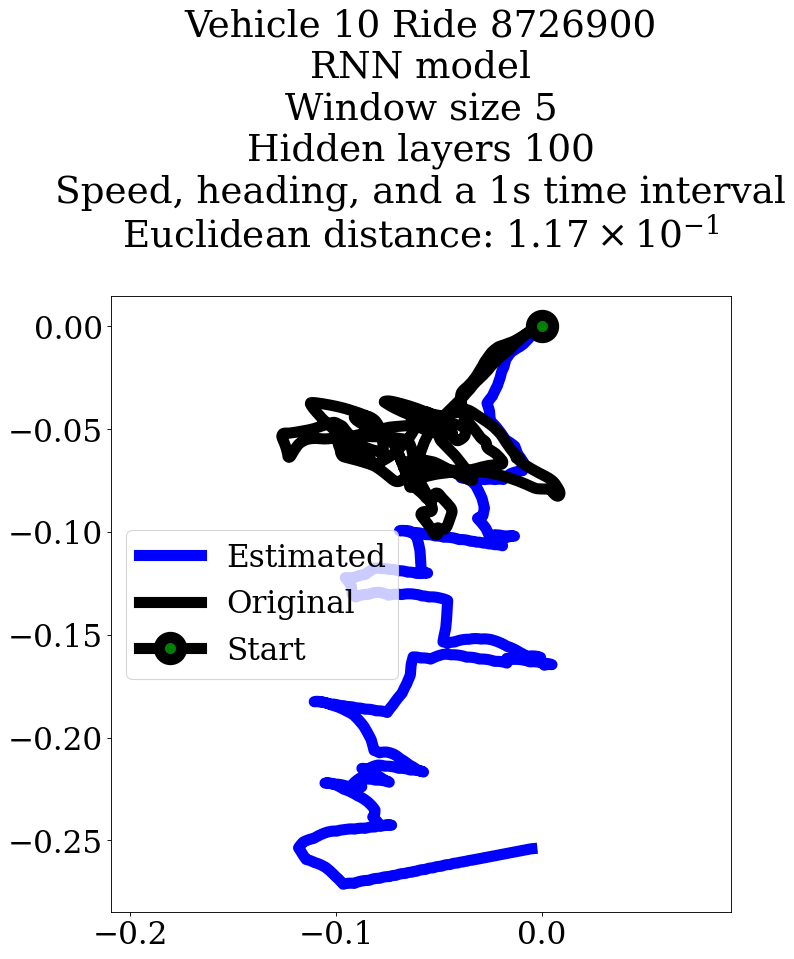 Vehicle 10 Ride 8726900
RNN model
Window size 5
Hidden layers 100
Speed, heading, and a 1s time interval
Euclidean distance: 1.17 × 10⁻¹
0.00
−0.05
−0.10
−0.15
−0.20
−0.25
Estimated
Original
Start
−0.2 −0.1 0.0